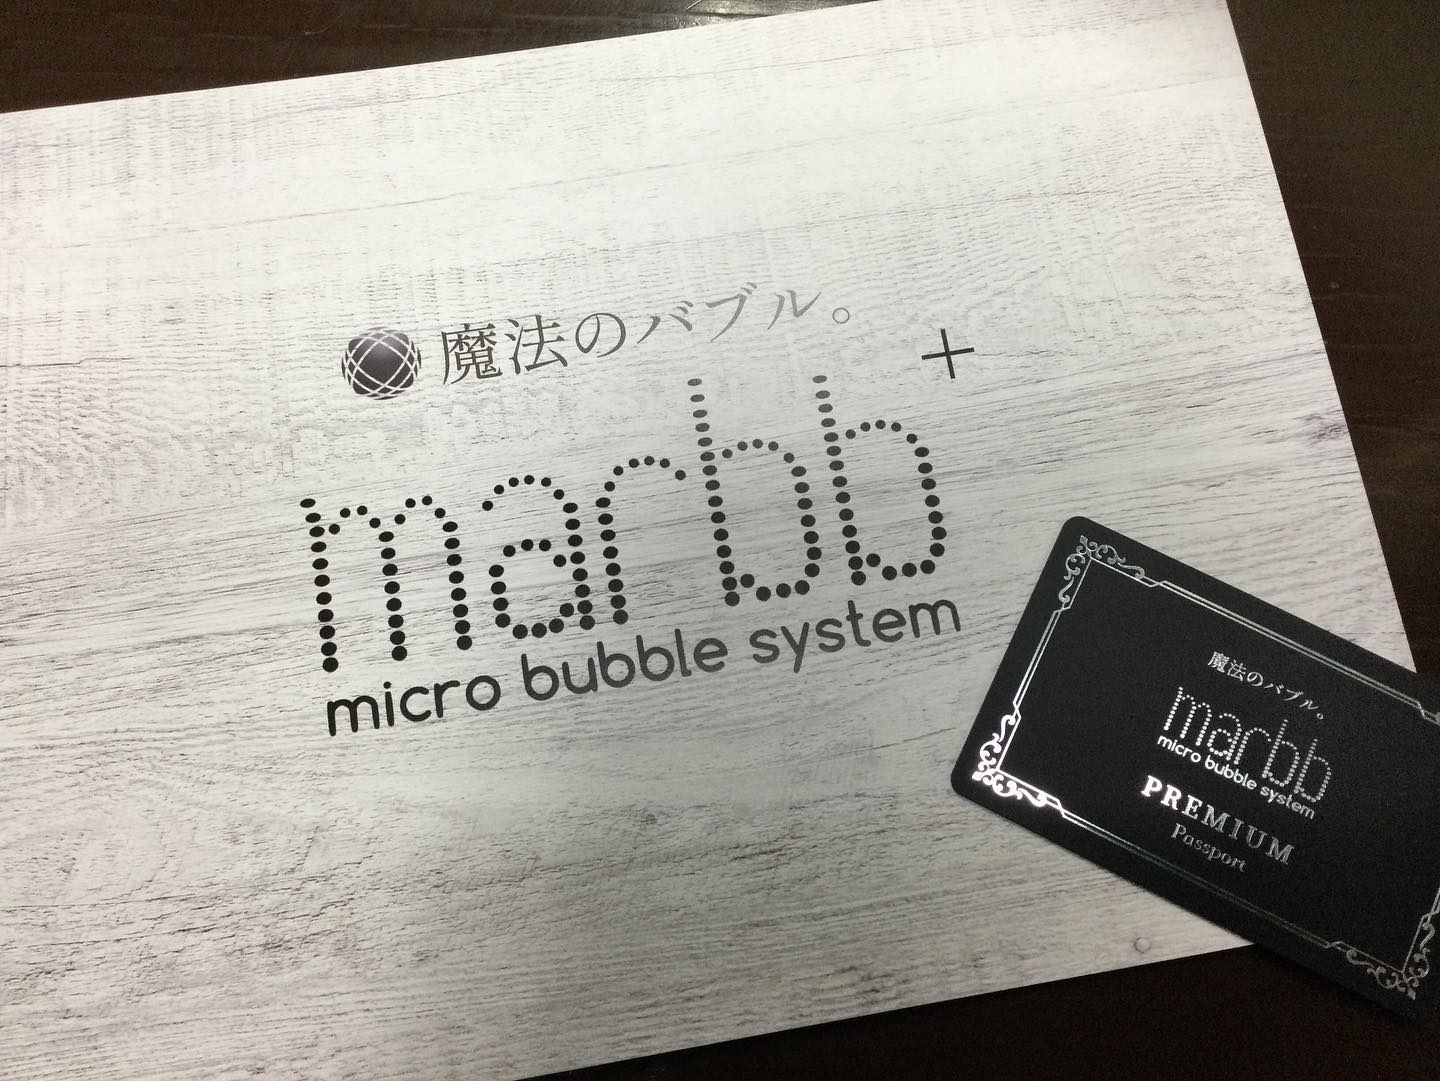 魔法のバブル。
+
marbb
micro bubble system
魔法のバブル。
marbb
micro bubble system
PREMIUM
Passport